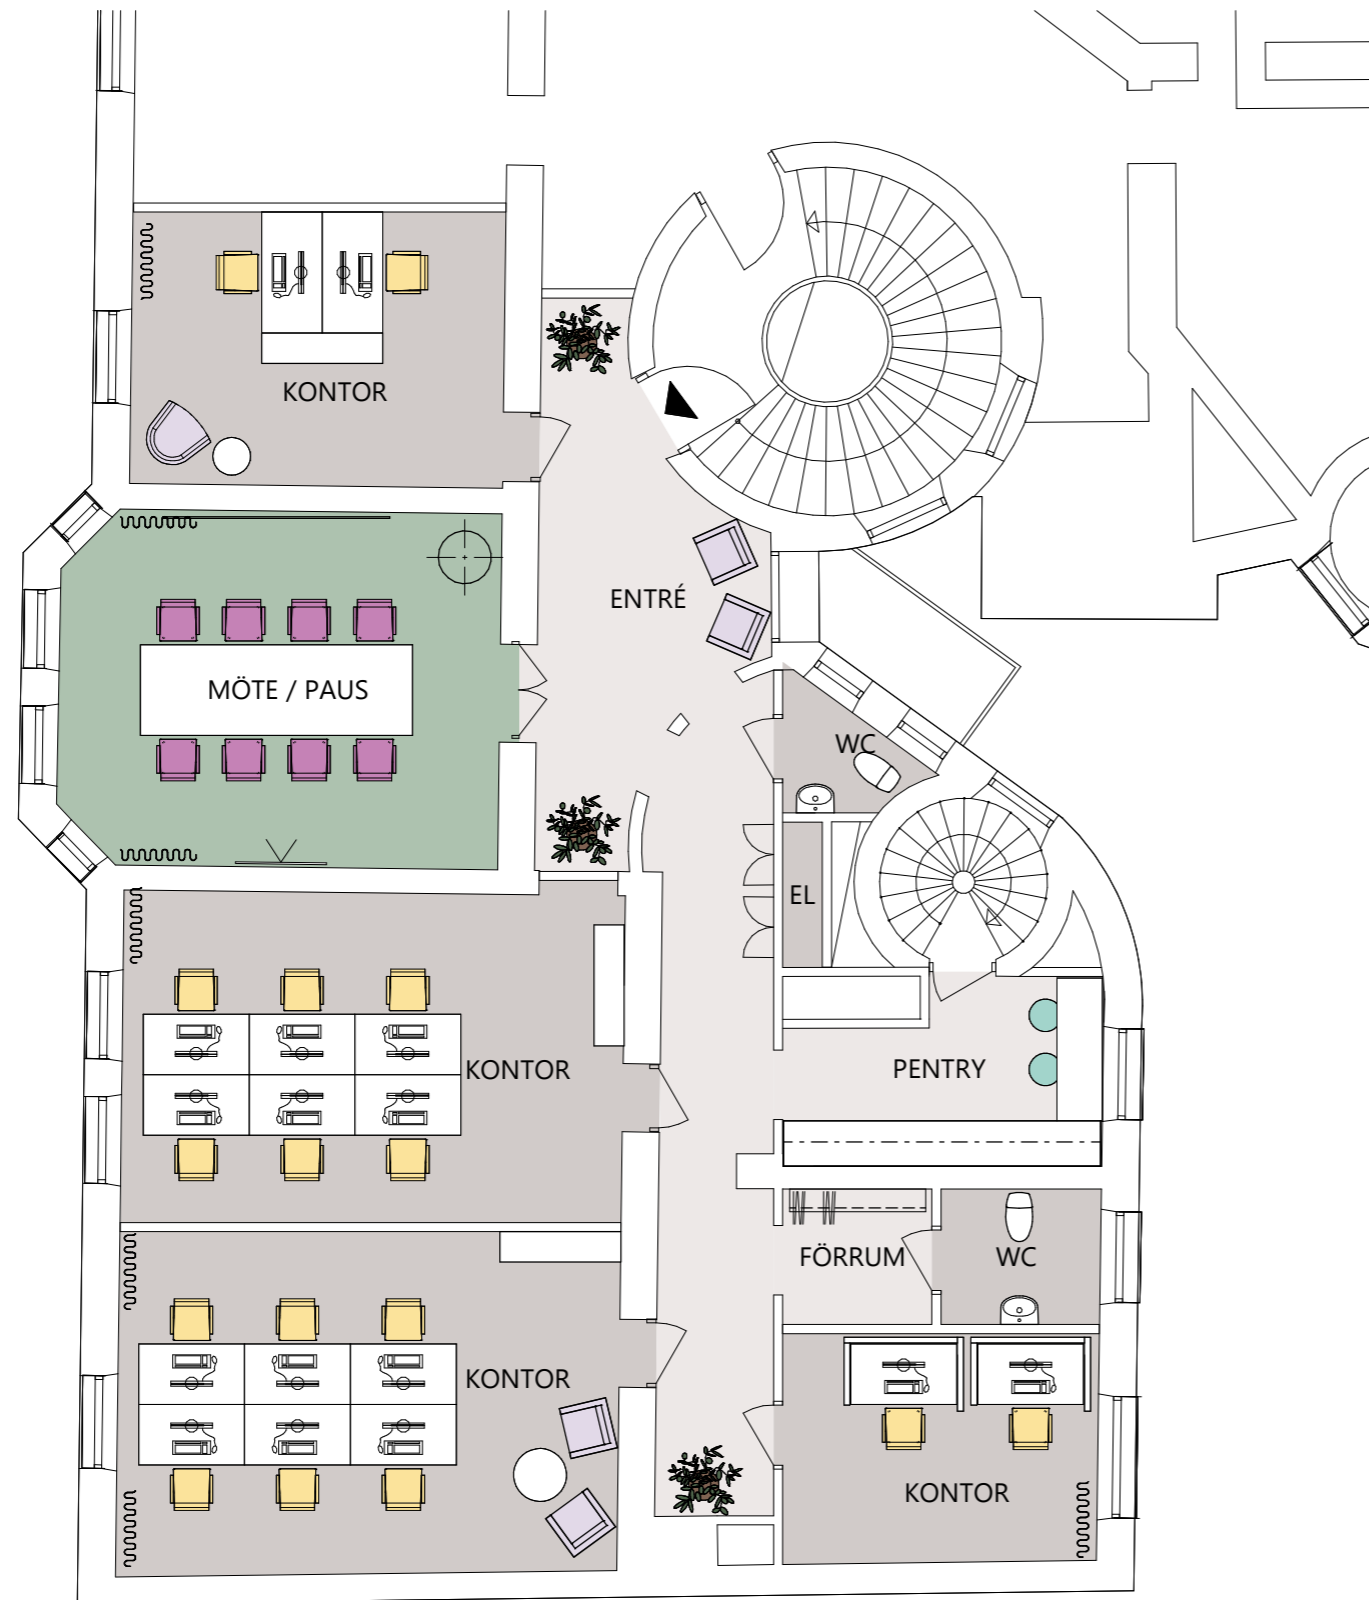 KONTOR
ENTRÉ
MÖTE / PAUS
WC
EL
KONTOR
PENTRY
FÖRRUM
WC
KONTOR
KONTOR